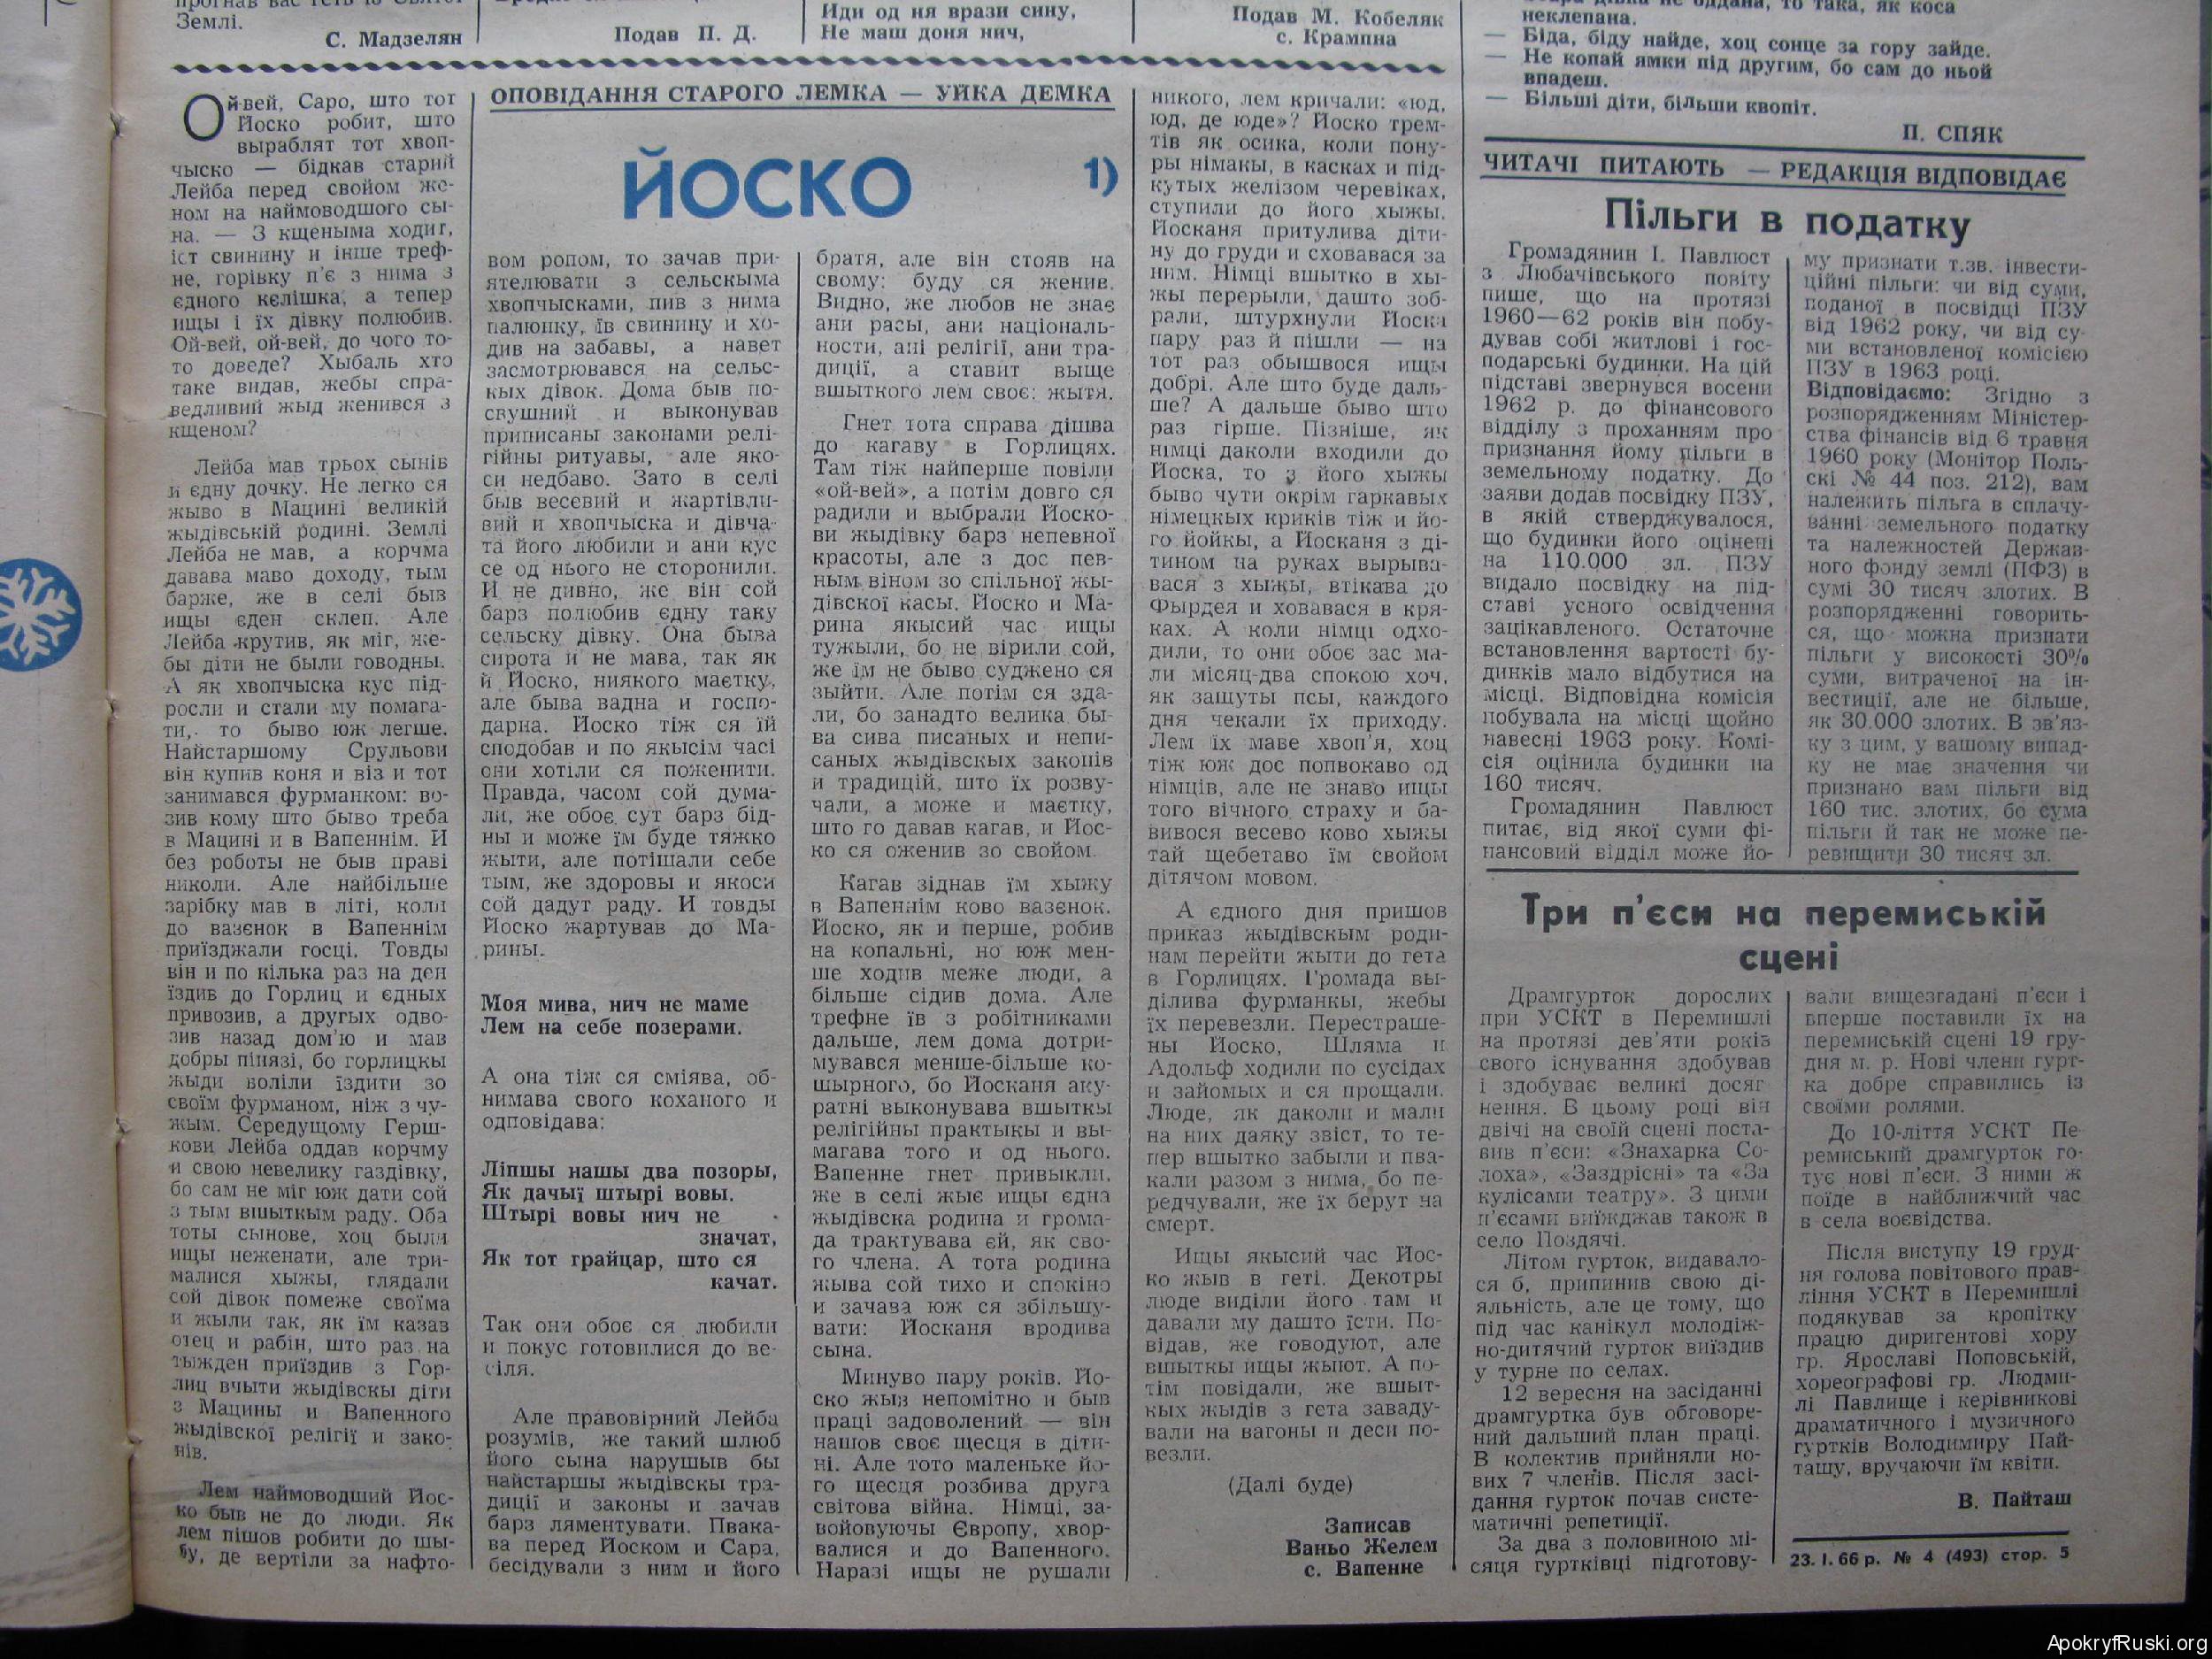 Землі.
С. Мадзелян
Подав П. Д.
Иди од ня врази сину,
Не маш доня нич,
Подав М. Кобеляк
с. Крампна
неклепана.
— Біда, біду найде, хоц сонце за гору зайде.
— Не копай ямки під другим, бо сам до ньой
впадеш.
— Більші діти, більши квопіт.
П. СПЯК
ОПОВІДАННЯ СТАРОГО ЛЕМКА — УЙКА ДЕМКА
ЙОСКО 1)
Ой-вей, Саро, што тот
Йоско робит, што
выраблят тот хвоп-
чыско — бідкав старий
Лейба перед свойом же-
ном на наймоводшого сы-
на. — З кщеныма ходит,
іст свинину и інше треф-
не, горівку п'є з нима з
єдного келішка, а тепер
ищы і їх дівку полюбив.
Ой-вей, ой-вей, до чого то-
то доведе? Хыбаль хто
таке видав, жебы спра-
ведливий жыд женився з
кщеном?
Лейба мав трьох сынів
и єдну дочку. Не легко ся
жыво в Мацині великій
жыдівській родині. Землі
Лейба не мав, а корчма
давава маво доходу, тым
барже, же в селі быв
ищы єден склеп. Але
Лейба крутив, як міг, же-
бы діти не были говодны.
А як хвопчыска кус під-
росли и стали му помага-
ти, то быво юж легше.
Найстаршому Срульови
він купив коня и віз и тот
занимався фурманком: во-
зив кому што быво треба
в Мацині и в Вапеннім. И
без роботы не быв праві
николи. Але найбільше
зарібку мав в літі, коли
до вазєнок в Вапеннім
приїзджали госці. Товды
він и по кілька раз на ден
їздив до Горлиц и єдных
привозив, а другых одво-
зив назад дом'ю и мав
добры пінязі, бо горлицкы
жыди воліли їздити зо
своїм фурманом, ніж з чу-
жым. Середущому Герш-
кови Лейба оддав корчму
и свою невелику газдівку,
бо сам не міг юж дати сой
з тым вшыткым раду. Оба
тоты сынове, хоц были
ищы неженати, але три-
малися хыжы, глядали
сой дівок помеже своїма
и жыли так, як їм казав
отец и рабін, што раз на
тыжден приїздив з Гор-
лиц вчыти жыдівскы діти
з Мацины и Вапенного
жыдівскої релігії и зако-
нів.
Лем наймоводший Йос-
ко быв не до люди. Як
лем пішов робити до шы-
бу, де вертіли за нафто-
вом ропом, то зачав при-
ятелювати з сельскыма
хвопчысками, пив з нима
палюнку, їв свинину и хо-
див на забавы, а навет
засмотрювався на сельс-
кых дівок. Дома быв по-
свушний и выконував
приписаны законами релі-
гійны ритуавы, але яко-
си недбаво. Зато в селі
быв весевий и жартівли-
вий и хвопчыска и дівча-
та його любили и ани кус
се од нього не сторонили.
И не дивно, же він сой
барз полюбив єдну таку
сельску дівку. Она быва
сирота и не мава, так як
й Йоско, ниякого маєтку,
але быва вадна и госпо-
дарна. Йоско тіж ся їй
сподобав и по якысім часі
они хотіли ся поженити.
Правда, часом сой дума-
ли, же обоє сут барз бід-
ны и може їм буде тяжко
жыти, але потішали себе
тым, же здоровы и якоси
сой дадут раду. И товды
Йоско жартував до Ма-
рины.
Моя мива, нич не маме
Лем на себе позерами.
А она тіж ся сміява, об-
нимава свого коханого и
одповідава:
Ліпшы нашы два позоры,
Як дачыї штырі вовы.
Штырі вовы нич не
значат,
Як тот грайцар, што ся
качат.
Так они обоє ся любили
и покус готовилися до ве-
сіля.
Але правовірний Лейба
розумів, же такий шлюб
його сына нарушыв бы
найстаршы жыдівскы тра-
диції и законы и зачав
барз ляментувати. Пвака-
ва перед Йоском и Сара,
бесідували з ним и його
братя, але він стояв на
свому: буду ся женив.
Видно, же любов не знає
ани расы, ани національ-
ности, ані релігії, ани тра-
диції, а ставит выще
вшыткого лем своє: жытя.
Гнет тота справа дішва
до кагаву в Горлицях.
Там тіж найперше повіли
«ой-вей», а потім довго ся
радили и выбрали Йоско-
ви жыдівку барз непевної
красоты, але з дос пев-
ным віном зо спільної жы-
дівскої касы. Йоско и Ма-
рина якысий час ищы
тужыли, бо не вірили сой,
же їм не быво суджено ся
зыйти. Але потім ся зда-
ли, бо занадто велика бы-
ва сива писаных и непи-
саных жыдівскых законів
и традицій, што їх розву-
чали, а може и маєтку,
што го давав кагав, и Йос-
ко ся оженив зо свойом.
Кагав зіднав їм хыжу
в Вапеннім ково вазєнок.
Йоско, як и перше, робив
на копальні, но юж мен-
ше ходив меже люди, а
більше сідив дома. Але
трефне їв з робітниками
дальше, лем дома дотри-
мувався менше-більше ко-
шырного, бо Йосканя аку-
ратні выконувава вшыткы
релігійны практыкы и вы-
магава того и од нього.
Вапенне гнет привыкли,
же в селі жыє ищы єдна
жыдівска родина и грома-
да трактувава єй, як сво-
го члена. А тота родина
жыва сой тихо и спокіно
и зачава юж ся збільшу-
вати: Йосканя вродива
сына.
Минуво пару років. Йо-
ско жыв непомітно и быв
праці задоволений — він
нашов своє щесця в діти-
ні. Але тото маленьке йо-
го щесця розбива друга
світова війна. Німці, за-
войовуючы Європу, хвор-
валися и до Вапенного.
Наразі ищы не рушали
никого, лем кричали: «юд,
юд, де юде»? Йоско трем-
тів як осика, коли пону-
ры німакы, в касках и під-
кутых желізом черевіках,
ступили до його хыжы.
Йосканя притулива діти-
ну до груди и сховавася за
ним. Німці вшытко в хы-
жы перерыли, дашто зоб-
рали, штурхнули Йоска
пару раз й пішли — на
тот раз обышвося ищы
добрі. Але што буде даль-
ше? А дальше быво што
раз гірше. Пізніше, як
німці даколи входили до
Йоска, то з його хыжы
быво чути окрім гаркавых
німецкых криків тіж и йо-
го йойкы, а Йосканя з ді-
тином на руках вырыва-
вася з хыжы, втікава до
Фырдея и ховавася в кря-
ках. А коли німці одхо-
дили, то они обоє зас ма-
ли місяц-два спокою хоч,
як защуты псы, каждого
дня чекали їх приходу.
Лем їх маве хвоп'я, хоц
тіж юж дос попвокаво од
німців, але не знаво ищы
того вічного страху и ба-
вивося весево ково хыжы
тай щебетаво їм свойом
дітячом мовом.
А єдного дня пришов
приказ жыдівскым роди-
нам перейти жыти до гета
в Горлицях. Громада вы-
ділива фурманкы, жебы
їх перевезли. Перестраше-
ны Йоско, Шляма и
Адольф ходили по сусідах
и зайомых и ся прощали.
Люде, як даколи и мали
на них даяку звіст, то те-
пер вшытко забыли и пва-
кали разом з нима, бо пе-
редчували, же їх берут на
смерт.
Ищы якысий час Йос-
ко жыв в геті. Декотры
люде виділи його там и
давали му дашто їсти. По-
відав, же говодуют, але
вшыткы ищы жыют. А по-
тім повідали, же вшыт-
кых жыдів з гета заваду-
вали на вагоны и деси по-
везли.
(Далі буде)
Записав
Ваньо Желем
с. Вапенне
ЧИТАЧІ ПИТАЮТЬ — РЕДАКЦІЯ ВІДПОВІДАЄ
Пільги в податку
Громадянин І. Павлюст
з Любачівського повіту
пише, що на протязі
1960—62 років він побу-
дував собі житлові і гос-
подарські будинки. На цій
підставі звернувся восени
1962 р. до фінансового
відділу з проханням про
признання йому пільги в
земельному податку. До
заяви додав посвідку ПЗУ,
в якій стверджувалося,
що будинки його оцінені
на 110.000 зл. ПЗУ
видало посвідку на під-
ставі усного освідчення
зацікавленого. Остаточне
встановлення вартості бу-
динків мало відбутися на
місці. Відповідна комісія
побувала на місці щойно
навесні 1963 року. Комі-
сія оцінила будинки на
160 тисяч.
Громадянин Павлюст
питає, від якої суми фі-
нансовий відділ може йо-
му признати т.зв. інвести-
ційні пільги: чи від суми,
поданої в посвідці ПЗУ
від 1962 року, чи від су-
ми встановленої комісією
ПЗУ в 1963 році.
Відповідаємо: Згідно з
розпорядженням Міністер-
ства фінансів від 6 травня
1960 року (Монітор Поль-
скі № 44 поз. 212), вам
належить пільга в сплачу-
ванні земельного податку
та належностей Держав-
ного фонду землі (ПФЗ) в
сумі 30 тисяч злотих. В
розпорядженні говорить-
ся, що можна признати
пільги у високості 30%
суми, витраченої на ін-
вестиції, але не більше,
як 30.000 злотих. В зв'яз-
ку з цим, у вашому випад-
ку не має значення чи
признано вам пільги від
160 тис. злотих, бо сума
пільги й так не може пе-
ревищити 30 тисяч зл.
Три п'єси на перемиській
сцені
Драмгурток дорослих
при УСКТ в Перемишлі
на протязі дев'яти років
свого існування здобував
і здобуває великі досяг
нення. В цьому році він
двічі на своїй сцені поста-
вив п'єси: «Знахарка Со-
лоха», «Заздрісні» та «За
кулісами театру». З цими
п'єсами виїжджав також в
село Поздячі.
Літом гурток, видавало-
ся б, припинив свою ді-
яльність, але це тому, що
під час канікул молодіж-
но-дитячий гурток виїздив
у турне по селах.
12 вересня на засіданні
драмгуртка був обговоре-
ний дальший план праці.
В колектив прийняли но-
вих 7 членів. Після засі-
дання гурток почав систе-
матичні репетиції.
За два з половиною мі-
сяця гуртківці підготову-
вали вищезгадані п'єси і
вперше поставили їх на
перемиській сцені 19 гру-
дня м. р. Нові члени гурт-
ка добре справились із
своїми ролями.
До 10-ліття УСКТ Пе-
ремиський драмгурток го-
тує нові п'єси. З ними ж
поїде в найближчий час
в села воєвідства.
Після виступу 19 груд-
ня голова повітового прав-
ління УСКТ в Перемишлі
подякував за кропітку
працю диригентові хору
гр. Ярославі Поповській,
хореографові гр. Людми-
лі Павлище і керівникові
драматичного і музичного
гуртків Володимиру Пай-
ташу, вручаючи їм квіти.
В. Пайташ
23. І. 66 р. № 4 (493) стор. 5
ApokryfRuski.org